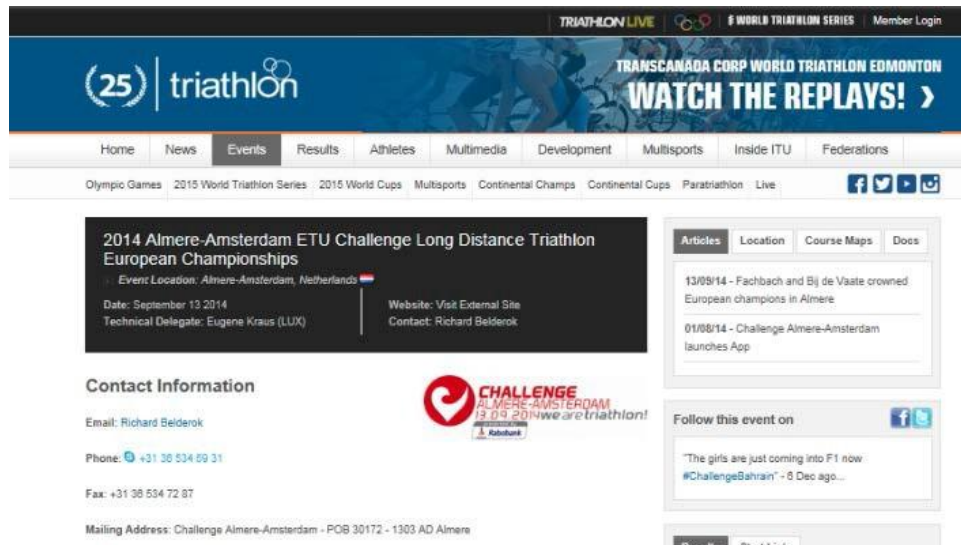 TRIATHLON LIVE WORLD TRIATHLON SERIES Member Login
(25) triathlon
TRANSCANADA CORP WORLD TRIATHLON EDMONTON
WATCH THE REPLAYS! >
Home News Events Results Athletes Multimedia Development Multisports Inside ITU Federations
Olympic Games 2015 World Triathlon Series 2015 World Cups Multisports Continental Champs Continental Cups Paratriathlon Live
2014 Almere-Amsterdam ETU Challenge Long Distance Triathlon
European Championships
Event Location: Almere-Amsterdam, Netherlands
Date: September 13 2014
Technical Delegate: Eugene Kraus (LUX)
Website: Visit External Site
Contact: Richard Belderok
Contact Information
Email: Richard Belderok
Phone: +31 36 534 59 31
Fax: +31 36 534 72 87
Mailing Address: Challenge Almere-Amsterdam - POB 30172 - 1303 AD Almere
CHALLENGE
ALMERE-AMSTERDAM
13.09.2014 we are triathlon!
Rabobank
Articles Location Course Maps Docs
13/09/14 - Fachbach and Bij de Vaate crowned
European champions in Almere
01/08/14 - Challenge Almere-Amsterdam
launches App
Follow this event on
"The girls are just coming into F1 now
#ChallengeBahrain" - 6 Dec ago...